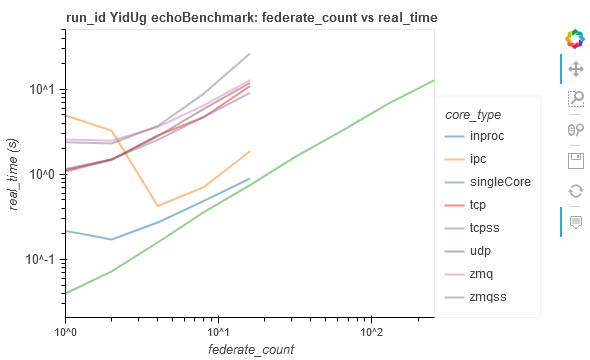 run_id YidUg echoBenchmark: federate_count vs real_time
10^1
10^0
10^-1
real_time (s)
10^0
10^1
10^2
federate_count
core_type
inproc
ipc
singleCore
tcp
tcpss
udp
zmq
zmqss